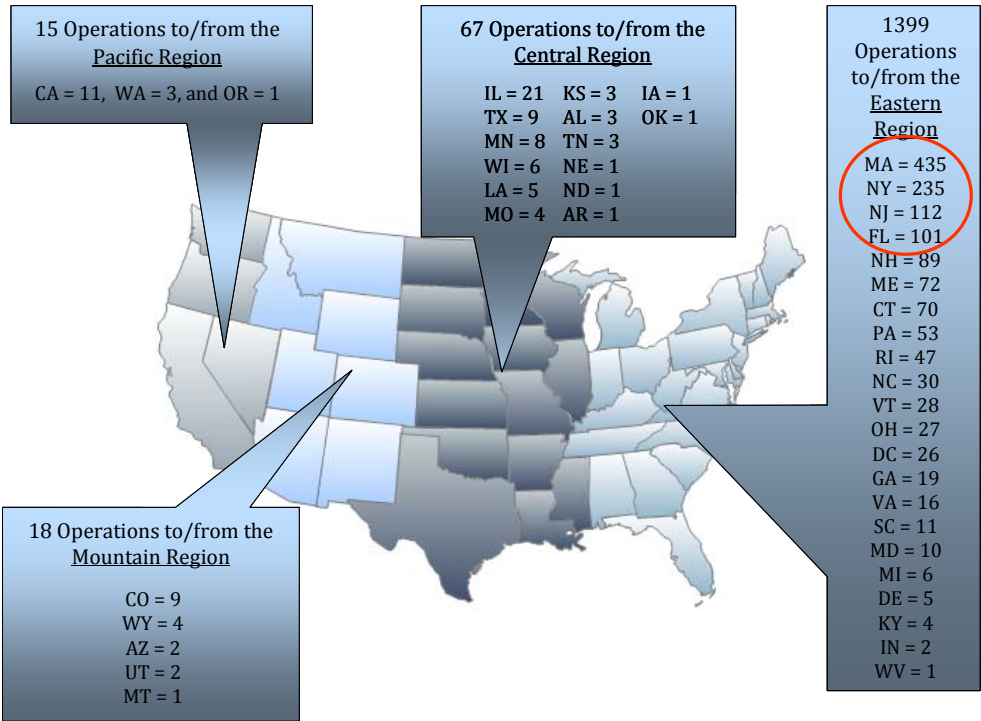 15 Operations to/from the
Pacific Region
CA = 11, WA = 3, and OR = 1
67 Operations to/from the
Central Region
IL = 21 KS = 3 IA = 1
TX = 9 AL = 3 OK = 1
MN = 8 TN = 3
WI = 6 NE = 1
LA = 5 ND = 1
MO = 4 AR = 1
1399
Operations
to/from the
Eastern
Region
MA = 435
NY = 235
NJ = 112
FL = 101
NH = 89
ME = 72
CT = 70
PA = 53
RI = 47
NC = 30
VT = 28
OH = 27
DC = 26
GA = 19
VA = 16
SC = 11
MD = 10
MI = 6
DE = 5
KY = 4
IN = 2
WV = 1
18 Operations to/from the
Mountain Region
CO = 9
WY = 4
AZ = 2
UT = 2
MT = 1